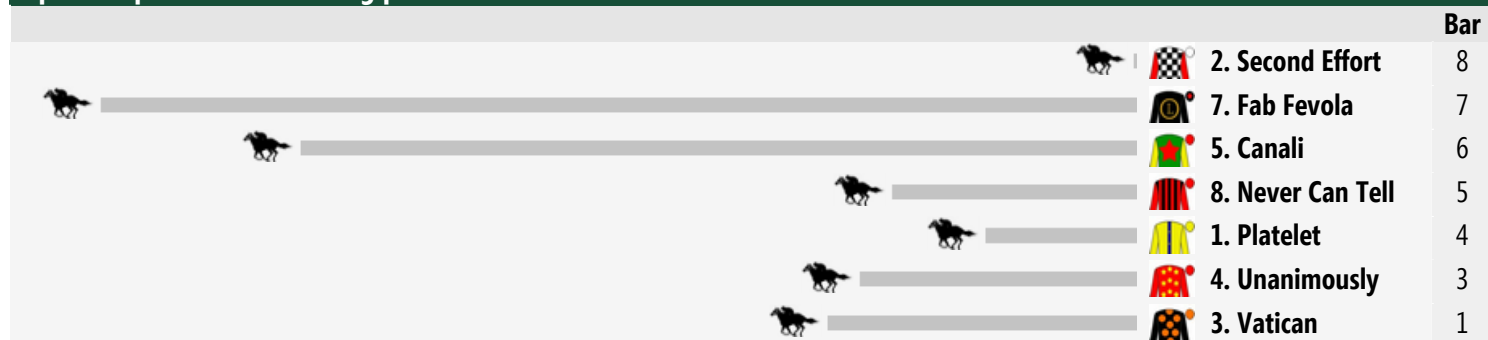 Bar
2. Second Effort 8
7. Fab Fevola 7
5. Canali 6
8. Never Can Tell 5
1. Platelet 4
4. Unanimously 3
3. Vatican 1